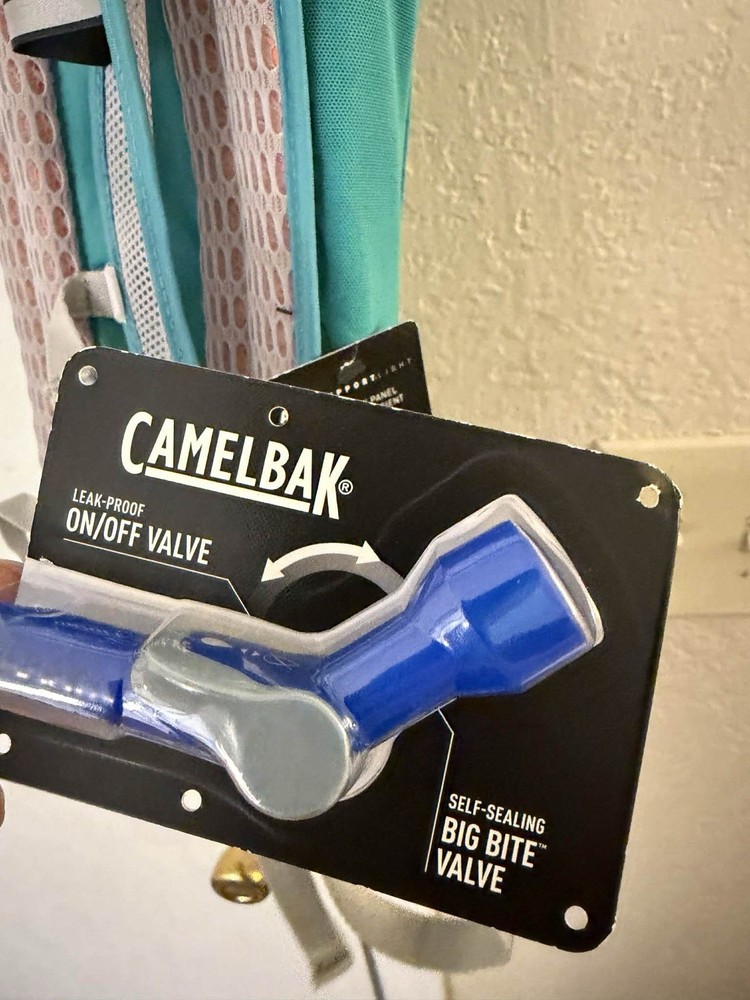 CAMELBAK®
LEAK-PROOF
ON/OFF VALVE
SELF-SEALING
BIG BITE™
VALVE